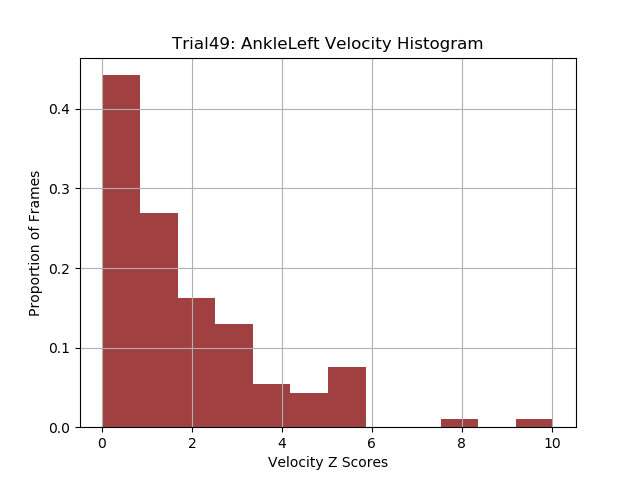 Trial49: AnkleLeft Velocity Histogram
Proportion of Frames
0.4
0.3
0.2
0.1
0.0
0 2 4 6 8 10
Velocity Z Scores